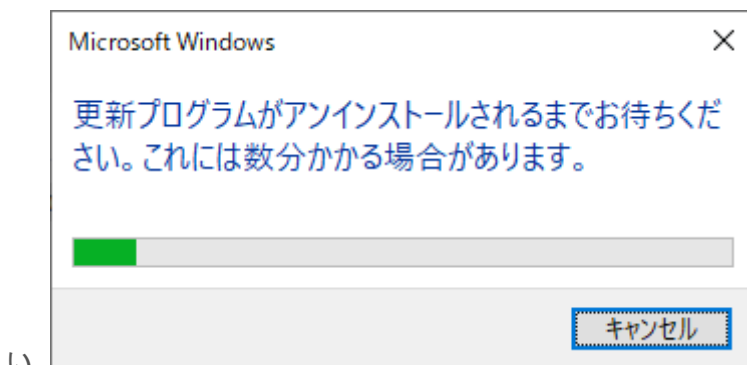 Microsoft Windows
更新プログラムがアンインストールされるまでお待ちくだ
さい。これには数分かかる場合があります。
キャンセル
い